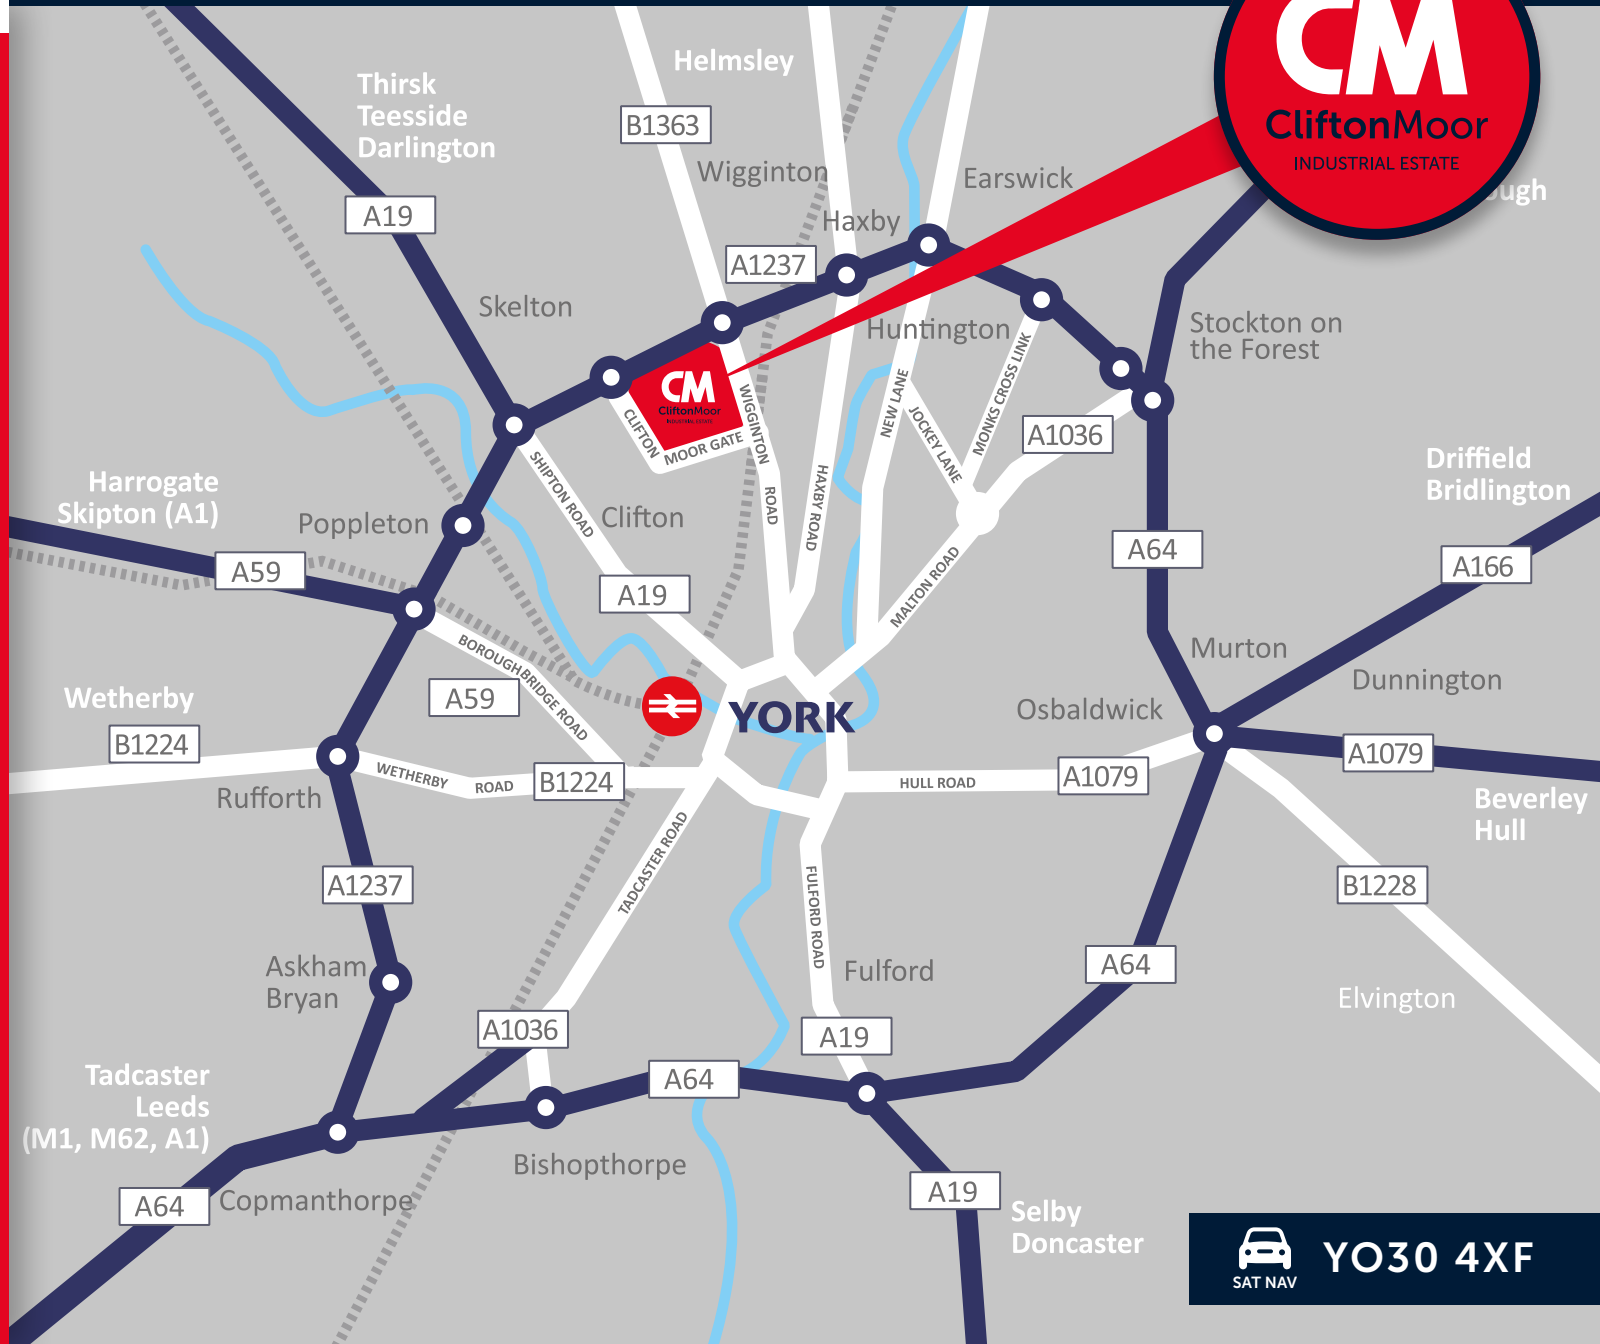 CM
CliftonMoor
INDUSTRIAL ESTATE
Helmsley
Thirsk
Teesside
Darlington
B1363
Wigginton
Earswick
A19
Haxby
A1237
Skelton
Huntington
Stockton on
the Forest
CM
CliftonMoor
INDUSTRIAL ESTATE
CLIFTON
MOOR GATE
WIGGINTON
ROAD
HAXBY ROAD
NEW LANE
JOCKEY LANE
MONKS CROSS LINK
A1036
Driffield
Bridlington
Harrogate
Skipton (A1)
Poppleton
SHIPTON ROAD
Clifton
A59
A19
MALTON ROAD
A64
A166
BOROUGHBRIDGE ROAD
A59
Murton
Dunnington
Wetherby
B1224
YORK
Osbaldwick
A1079
WETHERBY
ROAD
B1224
HULL ROAD
A1079
Rufforth
Beverley
Hull
TADCASTER ROAD
FULFORD ROAD
A1237
B1228
Askham
Bryan
Fulford
A64
Elvington
A1036
A19
Tadcaster
Leeds
(M1, M62, A1)
A64
Bishopthorpe
A64
Copmanthorpe
A19
Selby
Doncaster
SAT NAV
YO30 4XF